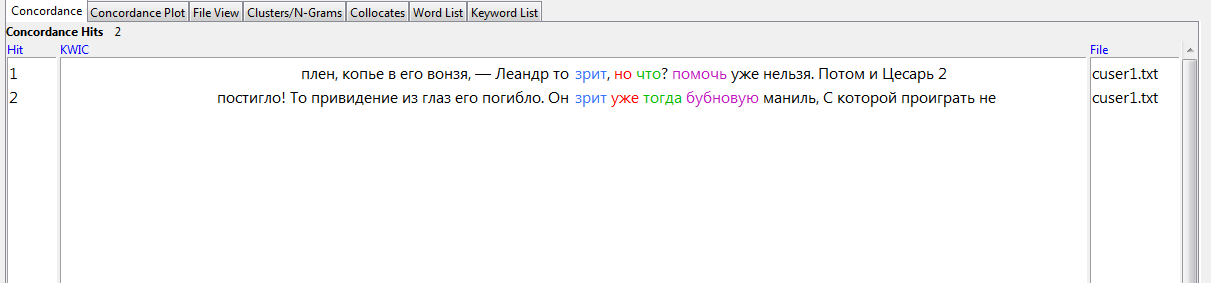 Concordance Concordance Plot File View Clusters/N-Grams Collocates Word List Keyword List
Concordance Hits 2
Hit KWIC File
1 плен, копье в его вонзя, — Леандр то зрит, но что? помочь уже нельзя. Потом и Цесарь 2 cuser1.txt
2 постигло! То привидение из глаз его погибло. Он зрит уже тогда бубновую маниль, С которой проиграть не cuser1.txt